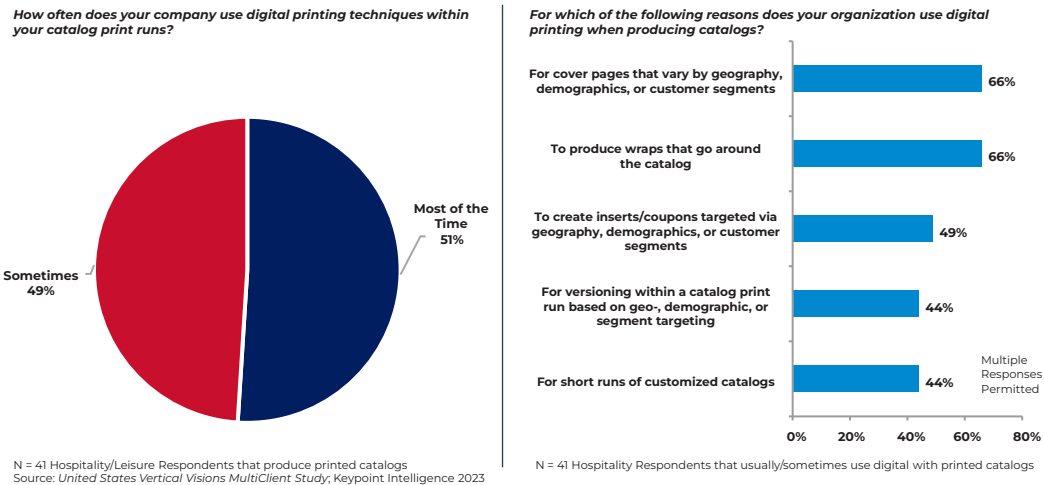 How often does your company use digital printing techniques within
your catalog print runs?
Most of the
Time
51%
Sometimes
49%
N = 41 Hospitality/Leisure Respondents that produce printed catalogs
Source: United States Vertical Visions MultiClient Study; Keypoint Intelligence 2023
For which of the following reasons does your organization use digital
printing when producing catalogs?
For cover pages that vary by geography,
demographics, or customer segments
66%
To produce wraps that go around
the catalog
66%
To create inserts/coupons targeted via
geography, demographics, or customer
segments
49%
For versioning within a catalog print
run based on geo-, demographic, or
segment targeting
44%
For short runs of customized catalogs
44%
Multiple
Responses
Permitted
0% 20% 40% 60% 80%
N = 41 Hospitality Respondents that usually/sometimes use digital with printed catalogs